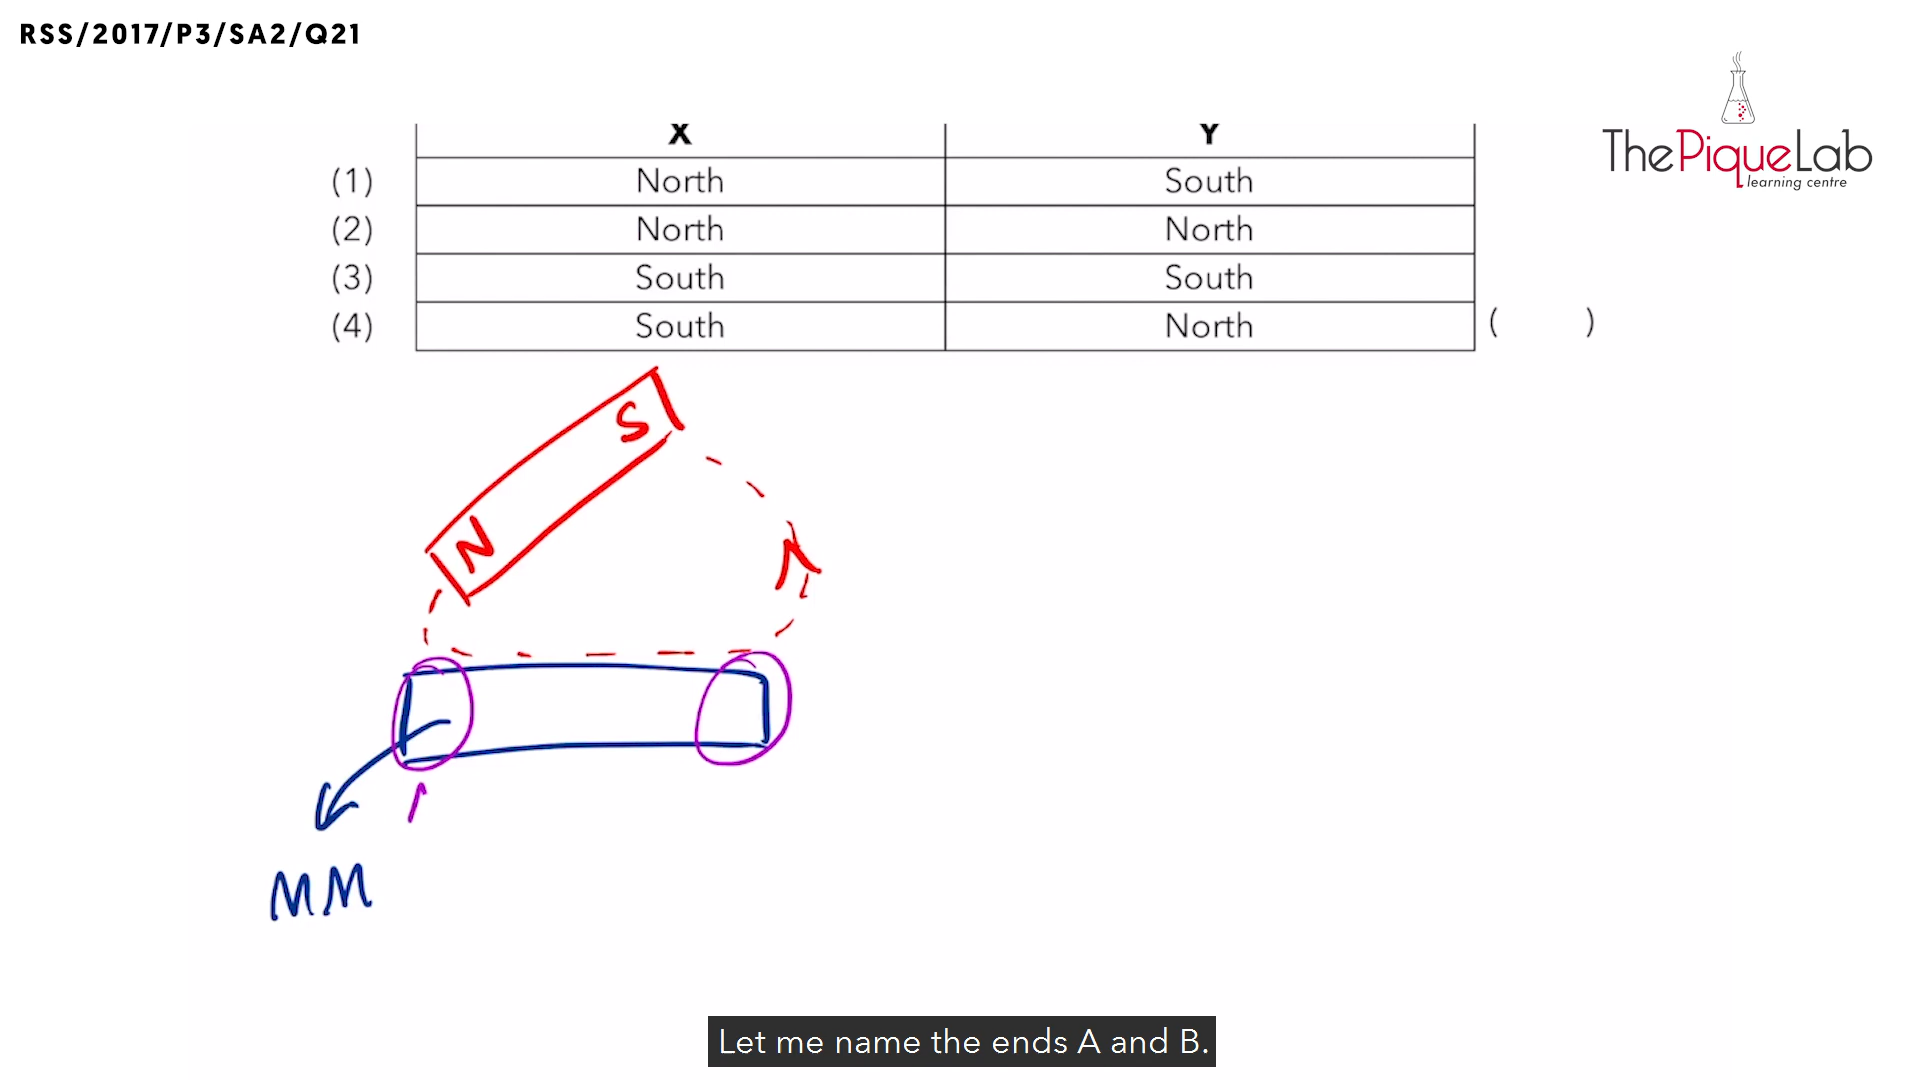 RSS/2017/P3/SA2/Q21
ThePiqueLab
learning centre
X Y
(1) North South
(2) North North
(3) South South
(4) South North ( )
S
N
MM
Let me name the ends A and B.